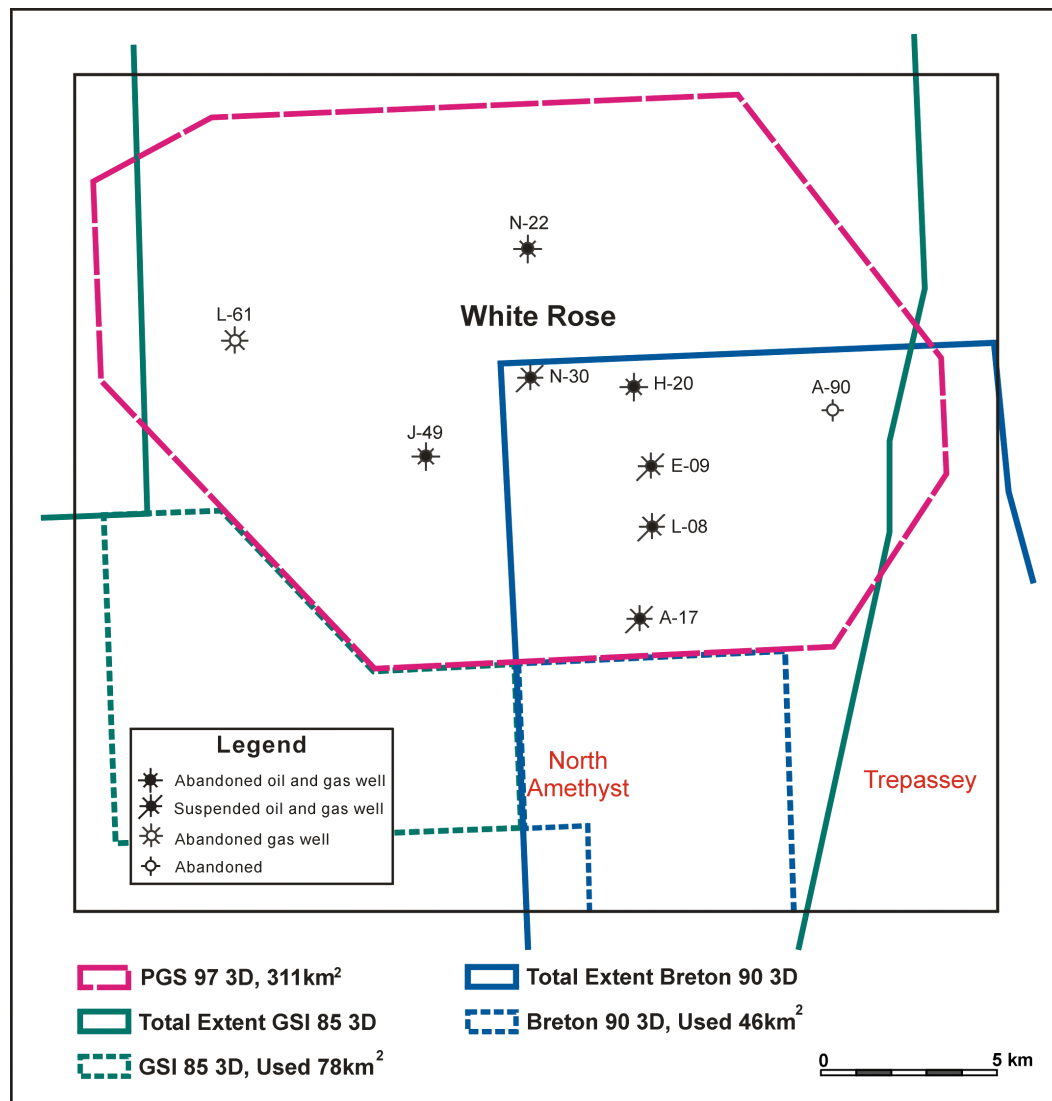 N-22
L-61
White Rose
N-30
H-20
A-90
J-49
E-09
L-08
A-17
North
Amethyst
Trepassey
Legend
Abandoned oil and gas well
Suspended oil and gas well
Abandoned gas well
Abandoned
PGS 97 3D, 311km²
Total Extent Breton 90 3D
Total Extent GSI 85 3D
Breton 90 3D, Used 46km²
GSI 85 3D, Used 78km²
0 5 km